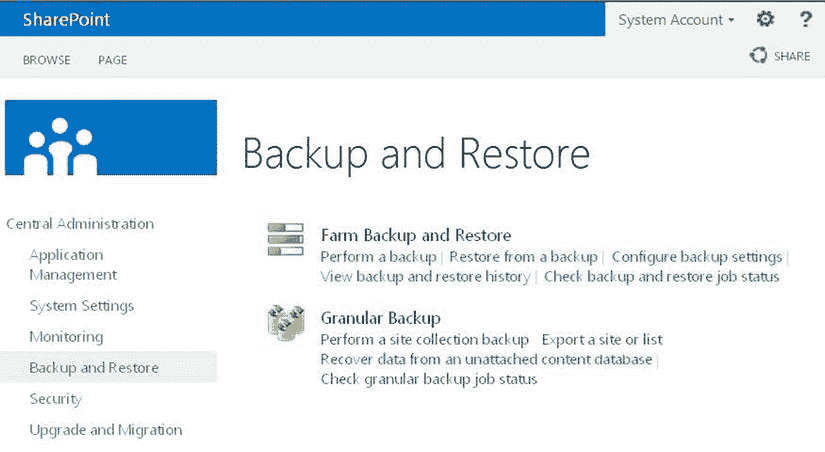 SharePoint
System Account
?
BROWSE PAGE
SHARE
Backup and Restore
Central Administration
Application
Management
System Settings
Monitoring
Backup and Restore
Security
Upgrade and Migration
Farm Backup and Restore
Perform a backup | Restore from a backup | Configure backup settings |
View backup and restore history | Check backup and restore job status
Granular Backup
Perform a site collection backup Export a site or list
Recover data from an unattached content database |
Check granular backup job status